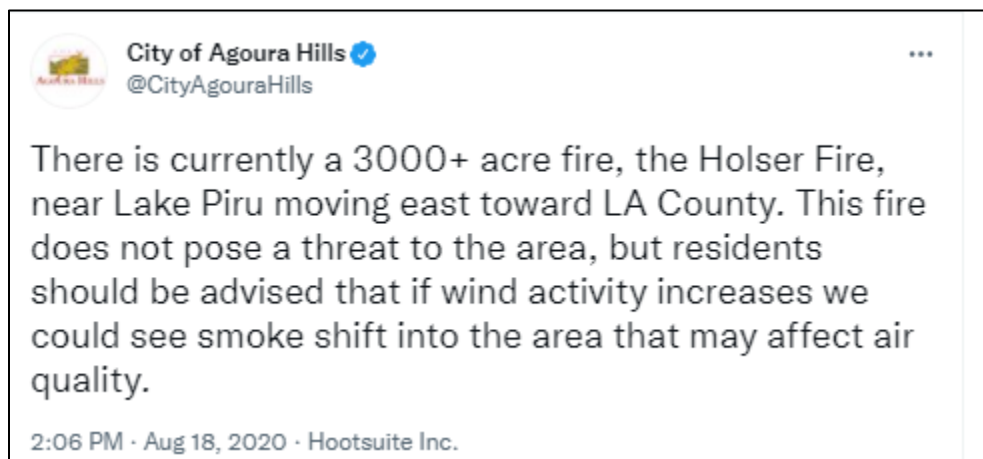 City of Agoura Hills
@CityAgouraHills
AGOURA HILLS
There is currently a 3000+ acre fire, the Holser Fire,
near Lake Piru moving east toward LA County. This fire
does not pose a threat to the area, but residents
should be advised that if wind activity increases we
could see smoke shift into the area that may affect air
quality.
2:06 PM · Aug 18, 2020 · Hootsuite Inc.